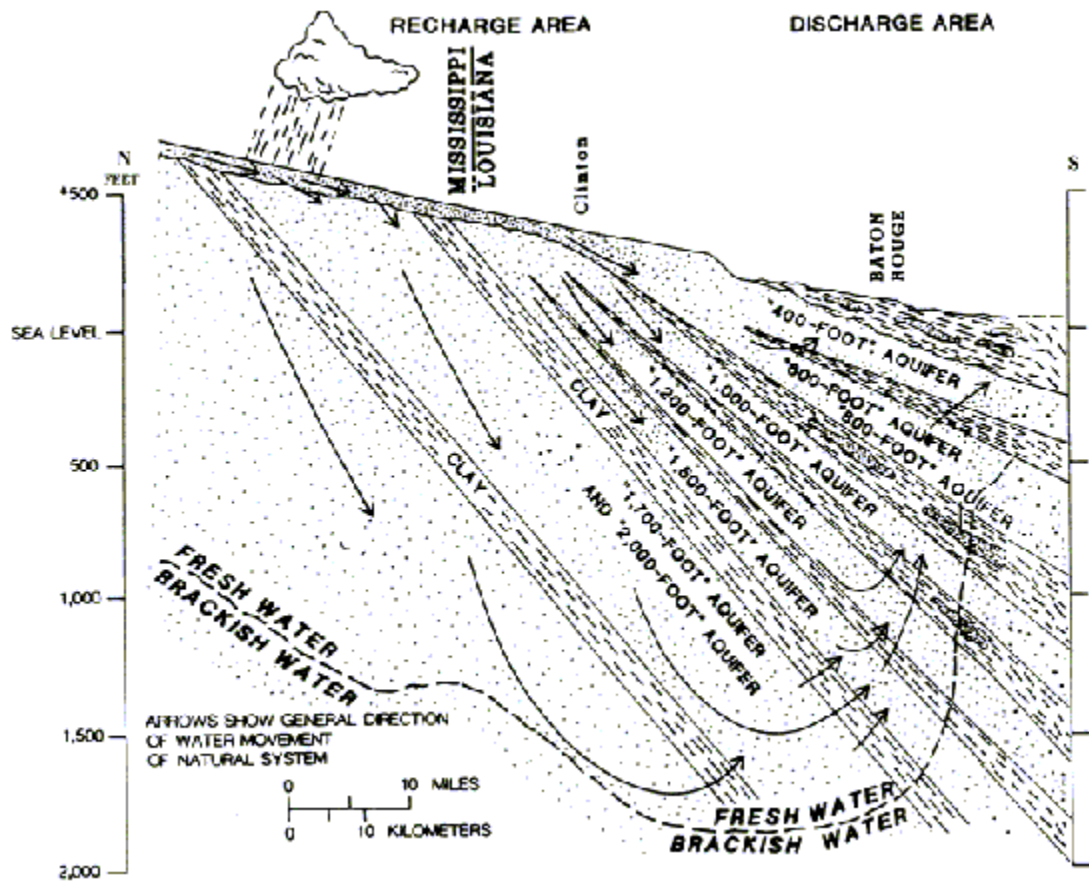 RECHARGE AREA
DISCHARGE AREA
MISSISSIPPI
LOUISIANA
Clinton
BATON
ROUGE
N
S
FEET
+500
SEA LEVEL
500
1,000
1,500
2,000
"400-FOOT" AQUIFER
"600-FOOT" AQUIFER
"800-FOOT" AQUIFER
"1,000-FOOT" AQUIFER
"1,200-FOOT" AQUIFER
"1,500-FOOT" AQUIFER
"1,700-FOOT" AQUIFER
AND "2,000-FOOT" AQUIFER
CLAY
CLAY
FRESH WATER
BRACKISH WATER
FRESH WATER
BRACKISH WATER
ARROWS SHOW GENERAL DIRECTION
OF WATER MOVEMENT
OF NATURAL SYSTEM
0 10 MILES
0 10 KILOMETERS